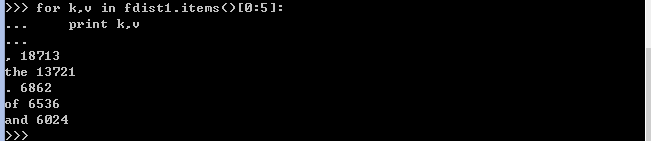 >>> for k,v in fdist1.items()[0:5]:
...     print k,v
...
, 18713
the 13721
. 6862
of 6536
and 6024
>>>